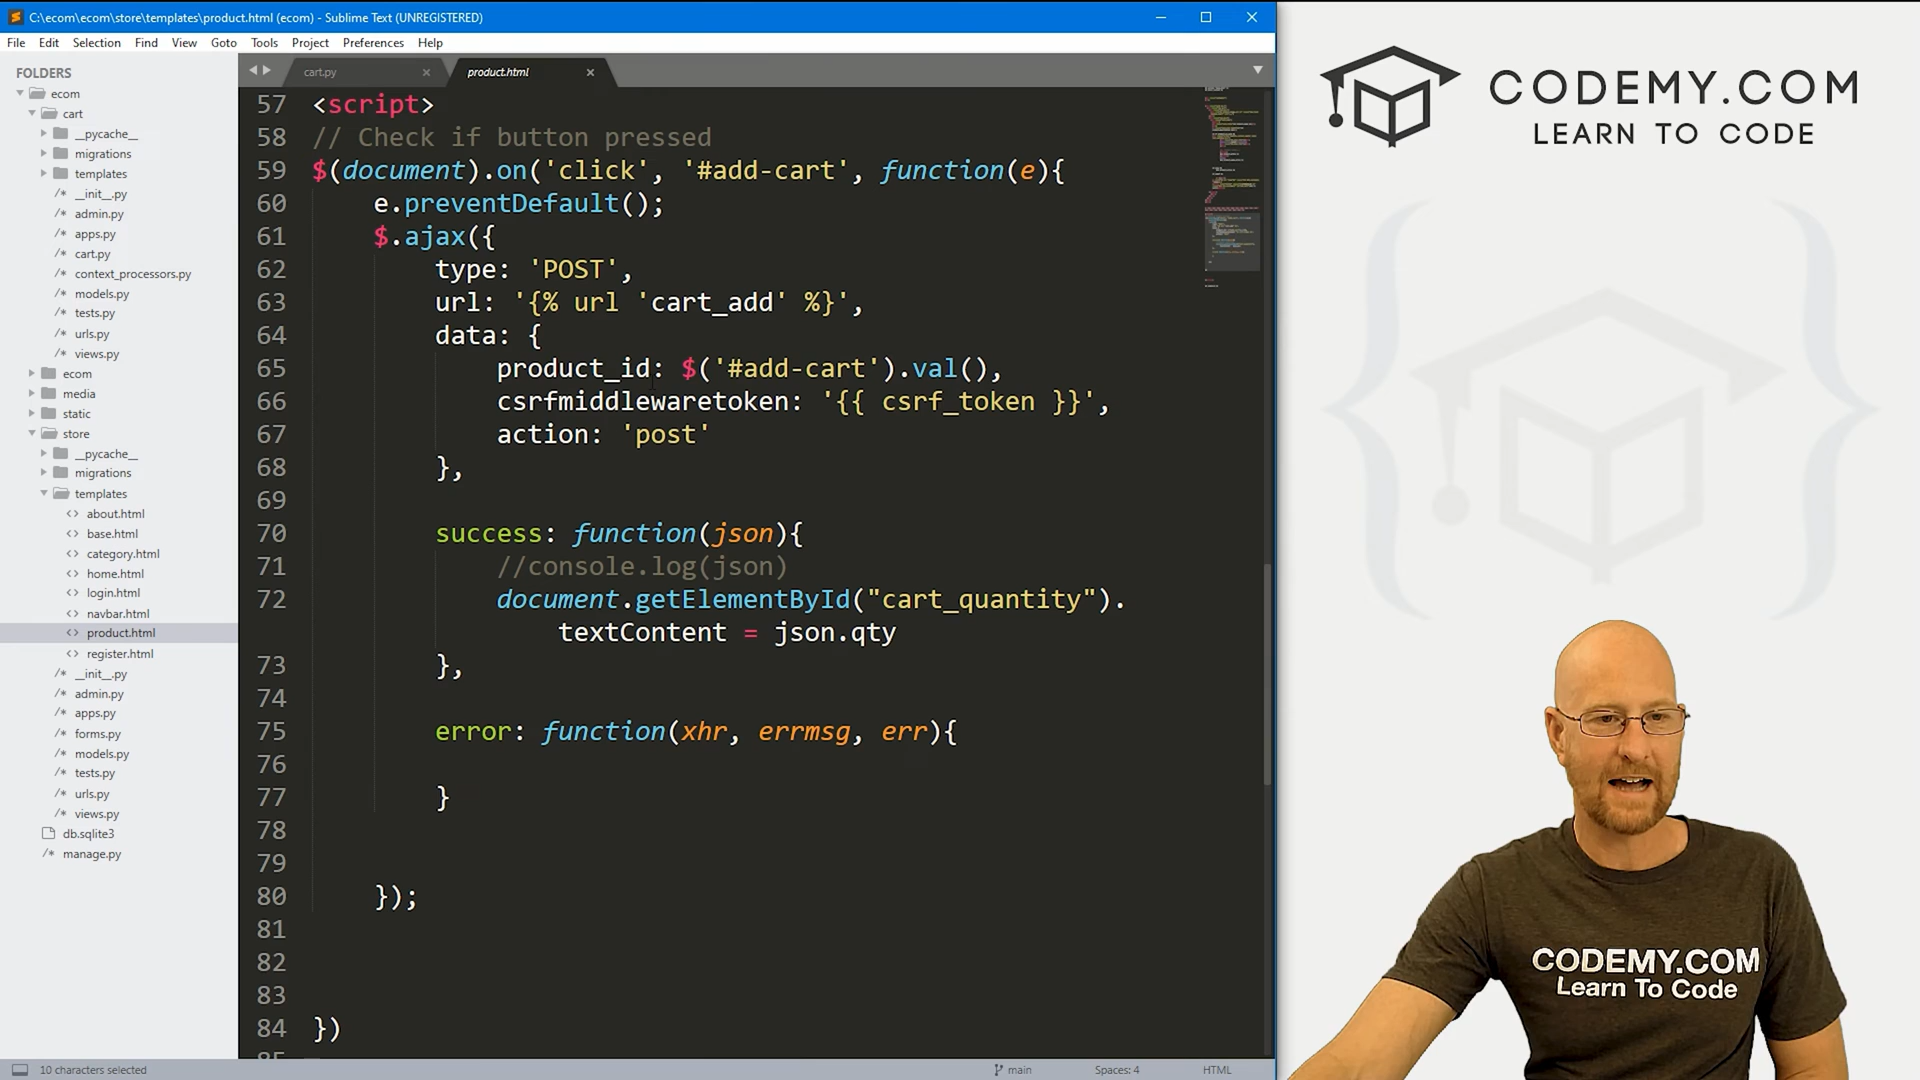 C:\ecom\ecom\store\templates\product.html (ecom) - Sublime Text (UNREGISTERED)
File Edit Selection Find View Goto Tools Project Preferences Help
FOLDERS
ecom
cart
__pycache__
migrations
templates
__init__.py
admin.py
apps.py
cart.py
context_processors.py
models.py
tests.py
urls.py
views.py
ecom
media
static
store
__pycache__
migrations
templates
about.html
base.html
category.html
home.html
login.html
navbar.html
product.html
register.html
__init__.py
admin.py
apps.py
forms.py
models.py
tests.py
urls.py
views.py
db.sqlite3
manage.py
cart.py
product.html
57 <script>
58 // Check if button pressed
59 $(document).on('click', '#add-cart', function(e){
60 e.preventDefault();
61 $.ajax({
62 type: 'POST',
63 url: '{% url 'cart_add' %}',
64 data: {
65 product_id: $('#add-cart').val(),
66 csrfmiddlewaretoken: '{{ csrf_token }}',
67 action: 'post'
68 },
69
70 success: function(json){
71 //console.log(json)
72 document.getElementById("cart_quantity").
textContent = json.qty
73 },
74
75 error: function(xhr, errmsg, err){
76
77 }
78
79
80 });
81
82
83
84 })
10 characters selected
main
Spaces: 4
HTML
CODEMY.COM
LEARN TO CODE
CODEMY.COM
Learn To Code